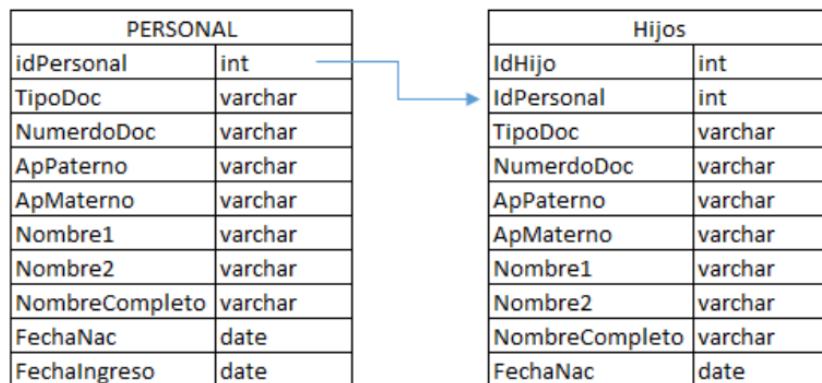 PERSONAL
idPersonal int
TipoDoc varchar
NumerdoDoc varchar
ApPaterno varchar
ApMaterno varchar
Nombre1 varchar
Nombre2 varchar
NombreCompleto varchar
FechaNac date
FechaIngreso date
Hijos
IdHijo int
IdPersonal int
TipoDoc varchar
NumerdoDoc varchar
ApPaterno varchar
ApMaterno varchar
Nombre1 varchar
Nombre2 varchar
NombreCompleto varchar
FechaNac date